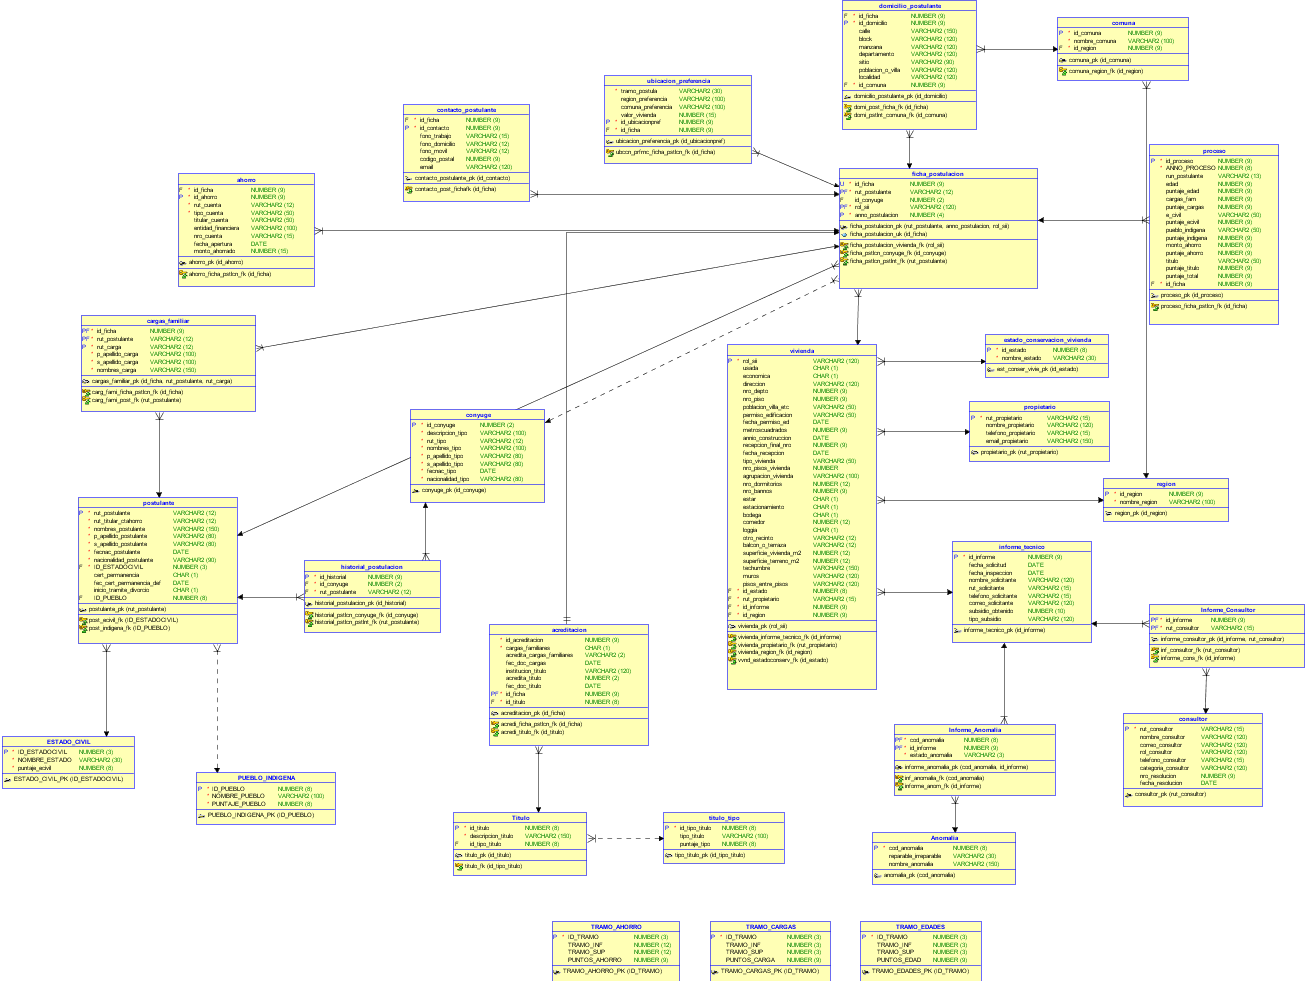 domicilio_postulante
F * id_ficha NUMBER (9)
P * id_domicilio NUMBER (9)
calle VARCHAR2 (150)
block VARCHAR2 (120)
manzana VARCHAR2 (120)
departamento VARCHAR2 (120)
sitio VARCHAR2 (90)
poblacion_o_villa VARCHAR2 (120)
localidad VARCHAR2 (120)
F * id_comuna NUMBER (9)
domicilio_postulante_pk (id_domicilio)
domi_post_ficha_fk (id_ficha)
domi_pstlnt_comuna_fk (id_comuna)
comuna
P * id_comuna NUMBER (9)
* nombre_comuna VARCHAR2 (100)
F * id_region NUMBER (9)
comuna_pk (id_comuna)
comuna_region_fk (id_region)
ubicacion_preferencia
* tramo_postula VARCHAR2 (30)
region_preferencia VARCHAR2 (100)
comuna_preferencia VARCHAR2 (100)
valor_vivienda NUMBER (15)
P * id_ubicacionpref NUMBER (9)
F * id_ficha NUMBER (9)
ubicacion_preferencia_pk (id_ubicacionpref)
ubccn_prfrnc_ficha_pstlcn_fk (id_ficha)
contacto_postulante
F * id_ficha NUMBER (9)
P * id_contacto NUMBER (9)
fono_trabajo VARCHAR2 (15)
fono_domicilio VARCHAR2 (12)
fono_movil VARCHAR2 (12)
codigo_postal NUMBER (9)
email VARCHAR2 (120)
contacto_postulante_pk (id_contacto)
contacto_post_fichafk (id_ficha)
proceso
P * id_proceso NUMBER (9)
* ANNO_PROCESO NUMBER (8)
run_postulante VARCHAR2 (13)
edad NUMBER (9)
puntaje_edad NUMBER (9)
cargas_fam NUMBER (9)
puntaje_cargas NUMBER (9)
e_civil VARCHAR2 (50)
puntaje_ecivil NUMBER (9)
pueblo_indigena VARCHAR2 (50)
puntaje_indigena NUMBER (9)
monto_ahorro NUMBER (9)
puntaje_ahorro NUMBER (9)
titulo VARCHAR2 (50)
puntaje_titulo NUMBER (9)
puntaje_total NUMBER (9)
F * id_ficha NUMBER (9)
proceso_pk (id_proceso)
proceso_ficha_pstlcn_fk (id_ficha)
ahorro
F * id_ficha NUMBER (9)
P * id_ahorro NUMBER (9)
* rut_cuenta VARCHAR2 (12)
* tipo_cuenta VARCHAR2 (50)
titular_cuenta VARCHAR2 (50)
entidad_financiera VARCHAR2 (100)
nro_cuenta VARCHAR2 (15)
fecha_apertura DATE
monto_ahorrado NUMBER (15)
ahorro_pk (id_ahorro)
ahorro_ficha_pstlcn_fk (id_ficha)
ficha_postulacion
U * id_ficha NUMBER (9)
PF * rut_postulante VARCHAR2 (12)
F id_conyuge NUMBER (2)
PF * rol_sii VARCHAR2 (120)
P * anno_postulacion NUMBER (4)
ficha_postulacion_pk (rut_postulante, anno_postulacion, rol_sii)
ficha_postulacion_uk (id_ficha)
ficha_postulacion_vivienda_fk (rol_sii)
ficha_pstlcn_conyuge_fk (id_conyuge)
ficha_pstlcn_pstlnt_fk (rut_postulante)
cargas_familiar
PF * id_ficha NUMBER (9)
PF * rut_postulante VARCHAR2 (12)
P * rut_carga VARCHAR2 (12)
* p_apellido_carga VARCHAR2 (100)
* s_apellido_carga VARCHAR2 (100)
* nombres_carga VARCHAR2 (150)
cargas_familiar_pk (id_ficha, rut_postulante, rut_carga)
carg_fami_ficha_pstlcn_fk (id_ficha)
carg_fami_post_fk (rut_postulante)
vivienda
P * rol_sii VARCHAR2 (120)
usada CHAR (1)
economica CHAR (1)
direccion VARCHAR2 (120)
nro_depto NUMBER (9)
nro_piso NUMBER (9)
poblacion_villa_etc VARCHAR2 (50)
permiso_edificacion VARCHAR2 (50)
fecha_permiso_ed DATE
metroscuadrados NUMBER (9)
annio_construccion DATE
recepcion_final_nro NUMBER (9)
fecha_recepcion DATE
tipo_vivienda VARCHAR2 (50)
nro_pisos_vivienda NUMBER
agrupacion_vivienda VARCHAR2 (100)
nro_dormitorios NUMBER (12)
nro_bannos NUMBER (9)
estar CHAR (1)
estacionamiento CHAR (1)
bodega CHAR (1)
comedor NUMBER (12)
loggia CHAR (1)
otro_recinto VARCHAR2 (12)
balcon_o_terraza VARCHAR2 (12)
superficie_vivienda_m2 NUMBER (12)
superficie_terreno_m2 NUMBER (12)
techumbre VARCHAR2 (150)
muros VARCHAR2 (120)
pisos_entre_pisos VARCHAR2 (120)
F * id_estado NUMBER (8)
F * rut_propietario VARCHAR2 (15)
F * id_informe NUMBER (9)
F * id_region NUMBER (9)
vivienda_pk (rol_sii)
vivienda_informe_tecnico_fk (id_informe)
vivienda_propietario_fk (rut_propietario)
vivienda_region_fk (id_region)
vvnd_estadoconserv_fk (id_estado)
estado_conservacion_vivienda
P * id_estado NUMBER (8)
* nombre_estado VARCHAR2 (30)
est_conser_vivie_pk (id_estado)
propietario
P * rut_propietario VARCHAR2 (15)
nombre_propietario VARCHAR2 (120)
telefono_propietario VARCHAR2 (15)
email_propietario VARCHAR2 (150)
propietario_pk (rut_propietario)
conyuge
P * id_conyuge NUMBER (2)
* descripcion_tipo VARCHAR2 (100)
* rut_tipo VARCHAR2 (12)
* nombres_tipo VARCHAR2 (100)
* p_apellido_tipo VARCHAR2 (80)
* s_apellido_tipo VARCHAR2 (80)
* fecnac_tipo DATE
* nacionalidad_tipo VARCHAR2 (80)
conyuge_pk (id_conyuge)
region
P * id_region NUMBER (9)
* nombre_region VARCHAR2 (100)
region_pk (id_region)
postulante
P * rut_postulante VARCHAR2 (12)
* rut_titular_ctahorro VARCHAR2 (12)
* nombres_postulante VARCHAR2 (150)
* p_apellido_postulante VARCHAR2 (80)
* s_apellido_postulante VARCHAR2 (80)
* fecnac_postulante DATE
* nacionalidad_postulante VARCHAR2 (90)
F * ID_ESTADOCIVIL NUMBER (3)
cert_permanencia CHAR (1)
fec_cert_permanencia_def DATE
inicio_tramite_divorcio CHAR (1)
F ID_PUEBLO NUMBER (8)
postulante_pk (rut_postulante)
post_ecivil_fk (ID_ESTADOCIVIL)
post_indigena_fk (ID_PUEBLO)
historial_postulacion
P * id_historial NUMBER (9)
F * id_conyuge NUMBER (2)
F * rut_postulante VARCHAR2 (12)
historial_postulacion_pk (id_historial)
historial_pstlcn_conyuge_fk (id_conyuge)
historial_pstlcn_pstlnt_fk (rut_postulante)
informe_tecnico
P * id_informe NUMBER (9)
fecha_solicitud DATE
fecha_inspeccion DATE
nombre_solicitante VARCHAR2 (120)
rut_solicitante VARCHAR2 (15)
telefono_solicitante VARCHAR2 (15)
correo_solicitante VARCHAR2 (120)
subsidio_obtenido NUMBER (10)
tipo_subsidio VARCHAR2 (120)
informe_tecnico_pk (id_informe)
Informe_Consultor
PF * id_informe NUMBER (9)
PF * rut_consultor VARCHAR2 (15)
informe_consultor_pk (id_informe, rut_consultor)
inf_consultor_fk (rut_consultor)
informe_cons_fk (id_informe)
acreditacion
* id_acreditacion NUMBER (9)
* cargas_familiares CHAR (1)
acredita_cargas_familiares VARCHAR2 (2)
fec_doc_cargas DATE
institucion_titulo VARCHAR2 (120)
acredita_titulo NUMBER (2)
fec_doc_titulo DATE
PF * id_ficha NUMBER (9)
F * id_titulo NUMBER (8)
acreditacion_pk (id_ficha)
acredi_ficha_pstlcn_fk (id_ficha)
acredi_titulo_fk (id_titulo)
consultor
P * rut_consultor VARCHAR2 (15)
nombre_consultor VARCHAR2 (120)
correo_consultor VARCHAR2 (120)
rol_consultor VARCHAR2 (120)
telefono_consultor VARCHAR2 (15)
categoria_consultor VARCHAR2 (120)
nro_resolucion NUMBER (9)
fecha_resolucion DATE
consultor_pk (rut_consultor)
Informe_Anomalia
PF * cod_anomalia NUMBER (8)
PF * id_informe NUMBER (9)
* estado_anomalia VARCHAR2 (3)
informe_anomalia_pk (cod_anomalia, id_informe)
inf_anomalia_fk (cod_anomalia)
informe_anom_fk (id_informe)
ESTADO_CIVIL
P * ID_ESTADOCIVIL NUMBER (3)
* NOMBRE_ESTADO VARCHAR2 (30)
* puntaje_ecivil NUMBER (8)
ESTADO_CIVIL_PK (ID_ESTADOCIVIL)
PUEBLO_INDIGENA
P * ID_PUEBLO NUMBER (8)
* NOMBRE_PUEBLO VARCHAR2 (100)
* PUNTAJE_PUEBLO NUMBER (8)
PUEBLO_INDIGENA_PK (ID_PUEBLO)
Titulo
P * id_titulo NUMBER (8)
* descripcion_titulo VARCHAR2 (150)
F id_tipo_titulo NUMBER (8)
titulo_pk (id_titulo)
titulo_fk (id_tipo_titulo)
titulo_tipo
P * id_tipo_titulo NUMBER (8)
tipo_titulo VARCHAR2 (100)
puntaje_tipo NUMBER (8)
tipo_titulo_pk (id_tipo_titulo)
Anomalia
P * cod_anomalia NUMBER (8)
reparable_irreparable VARCHAR2 (30)
nombre_anomalia VARCHAR2 (150)
anomalia_pk (cod_anomalia)
TRAMO_AHORRO
P * ID_TRAMO NUMBER (3)
TRAMO_INF NUMBER (12)
TRAMO_SUP NUMBER (12)
PUNTOS_AHORRO NUMBER (9)
TRAMO_AHORRO_PK (ID_TRAMO)
TRAMO_CARGAS
P * ID_TRAMO NUMBER (3)
TRAMO_INF NUMBER (3)
TRAMO_SUP NUMBER (3)
PUNTOS_CARGA NUMBER (9)
TRAMO_CARGAS_PK (ID_TRAMO)
TRAMO_EDADES
P * ID_TRAMO NUMBER (3)
TRAMO_INF NUMBER (3)
TRAMO_SUP NUMBER (3)
PUNTOS_EDAD NUMBER (9)
TRAMO_EDADES_PK (ID_TRAMO)